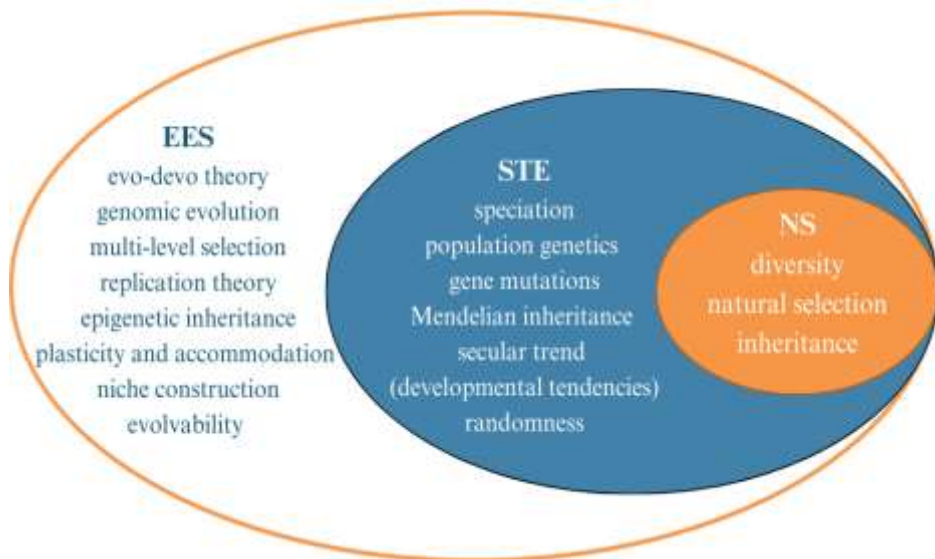 EES
evo-devo theory
genomic evolution
multi-level selection
replication theory
epigenetic inheritance
plasticity and accommodation
niche construction
evolvability
STE
speciation
population genetics
gene mutations
Mendelian inheritance
secular trend
(developmental tendencies)
randomness
NS
diversity
natural selection
inheritance